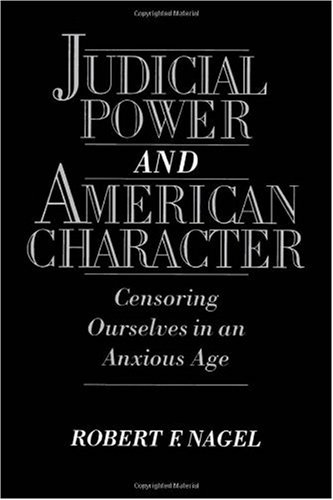 JUDICIAL
POWER
AND
AMERICAN
CHARACTER
Censoring
Ourselves in an
Anxious Age
ROBERT F. NAGEL